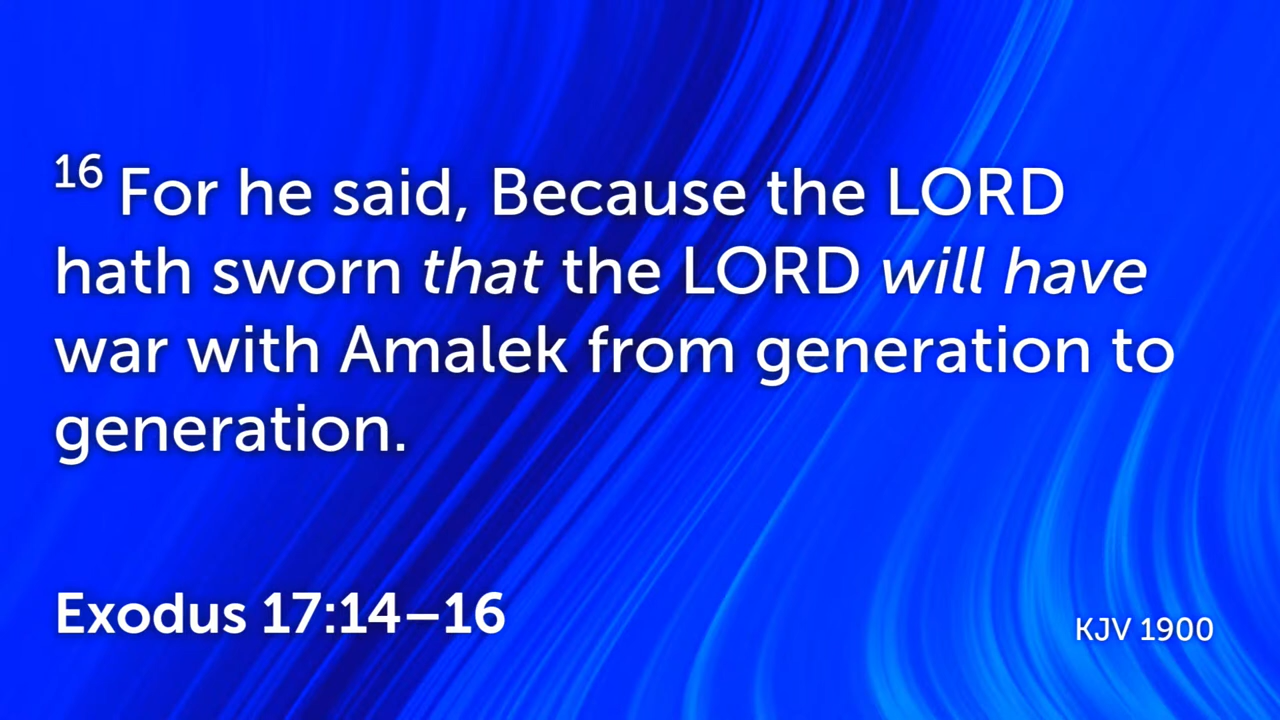 16 For he said, Because the LORD
hath sworn that the LORD will have
war with Amalek from generation to
generation.
Exodus 17:14–16
KJV 1900